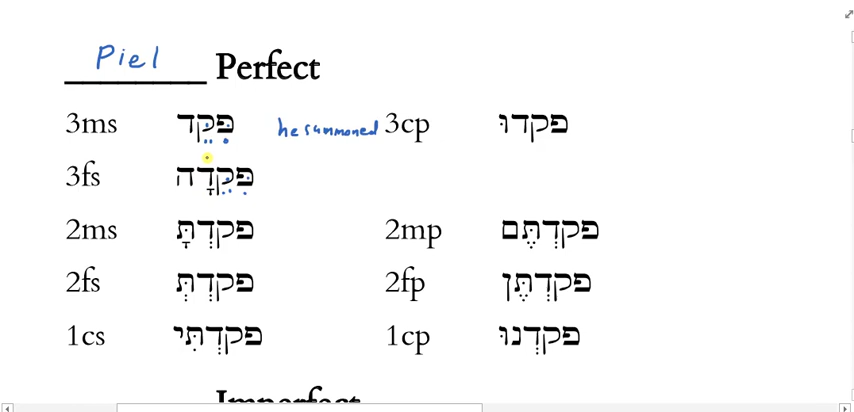 Piel Perfect
3ms פִּקֵּד he summoned 3cp פקדוּ
3fs פִּקֵּדָה
2ms פקדְתָּ 2mp פקדְתֶּם
2fs פקדְתְּ 2fp פקדְתֶּן
1cs פקדְתִּי 1cp פקדְנוּ
Imperfect